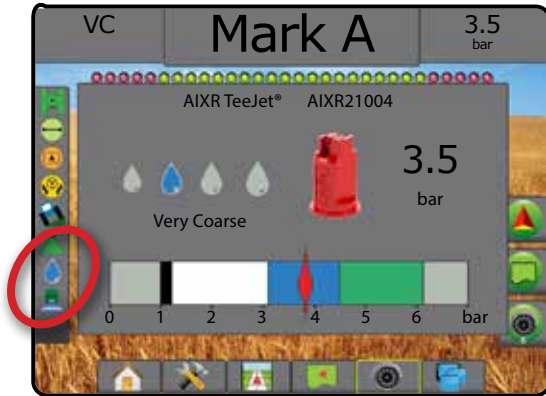 VC
Mark A
3.5
bar
AIXR TeeJet® AIXR21004
3.5
bar
Very Coarse
0 1 2 3 4 5 6 bar